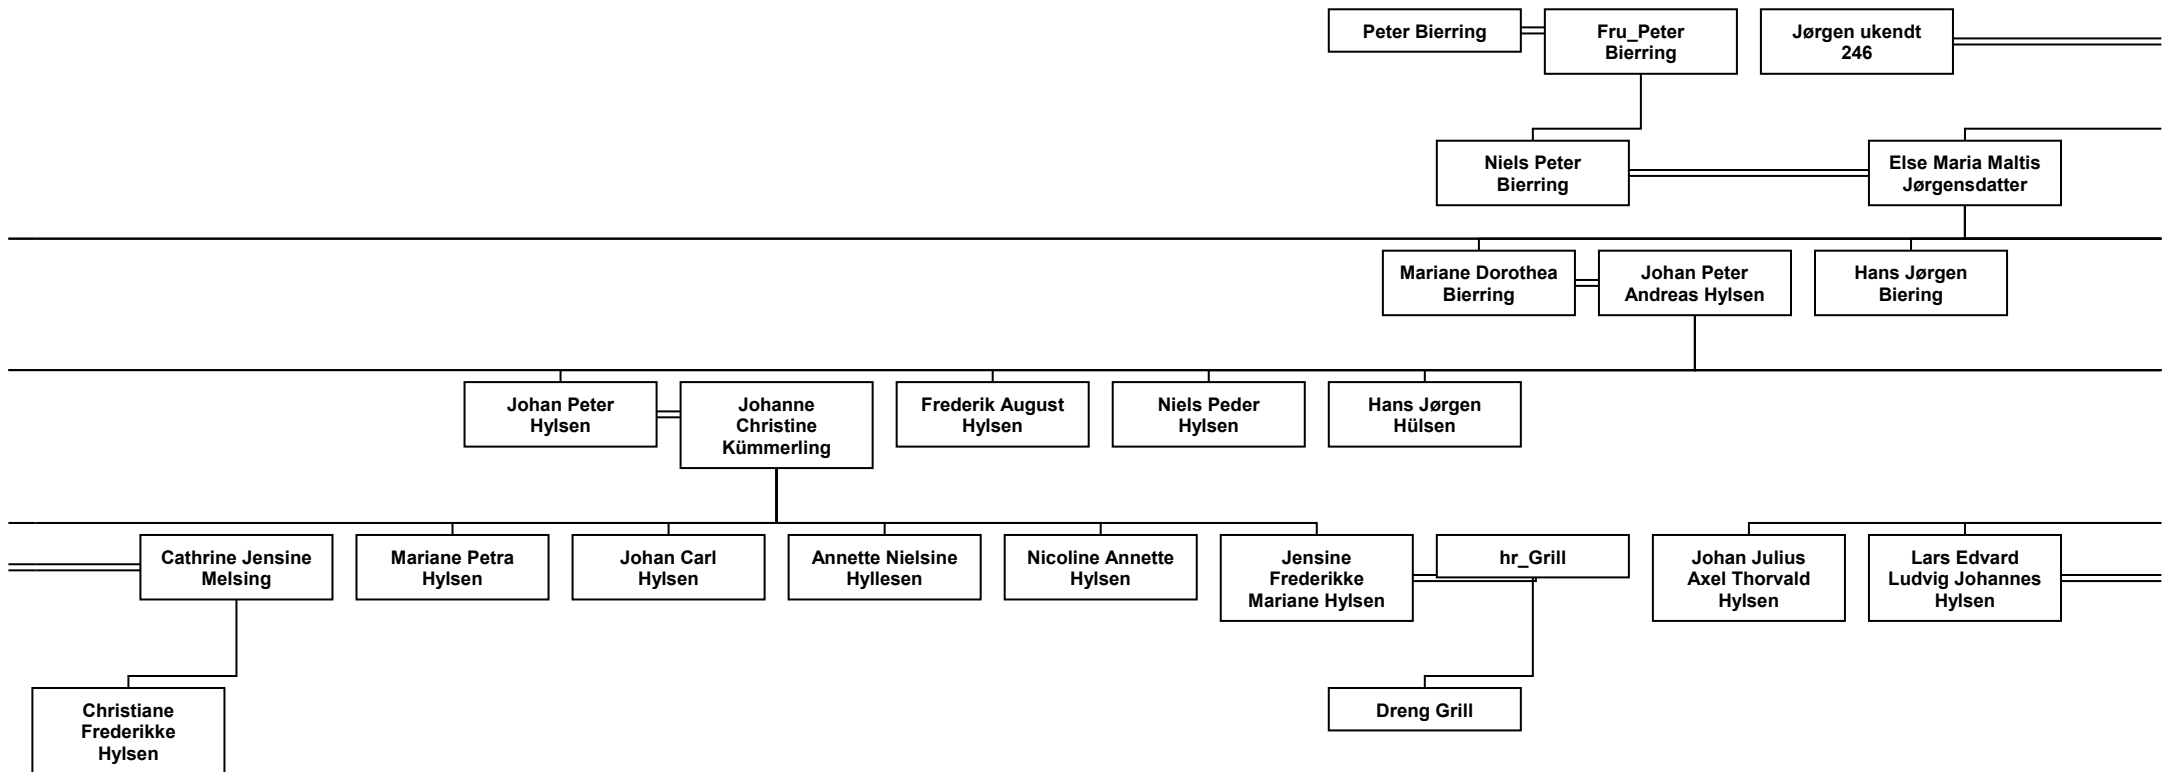 Peter Bierring
Fru_Peter
Bierring
Jørgen ukendt
246
Niels Peter
Bierring
Else Maria Maltis
Jørgensdatter
Mariane Dorothea
Bierring
Johan Peter
Andreas Hylsen
Hans Jørgen
Biering
Johan Peter
Hylsen
Johanne
Christine
Kümmerling
Frederik August
Hylsen
Niels Peder
Hylsen
Hans Jørgen
Hülsen
Cathrine Jensine
Melsing
Mariane Petra
Hylsen
Johan Carl
Hylsen
Annette Nielsine
Hyllesen
Nicoline Annette
Hylsen
Jensine
Frederikke
Mariane Hylsen
hr_Grill
Johan Julius
Axel Thorvald
Hylsen
Lars Edvard
Ludvig Johannes
Hylsen
Christiane
Frederikke
Hylsen
Dreng Grill